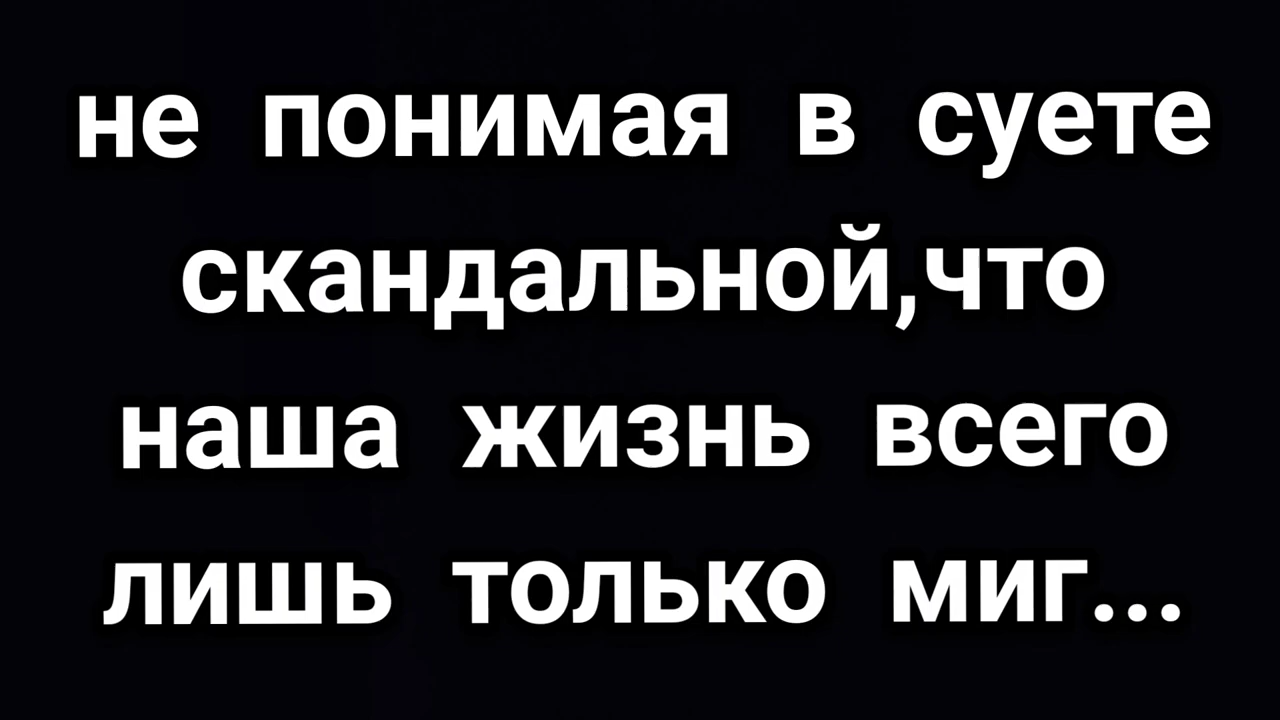 не понимая в суете
скандальной,что
наша жизнь всего
лишь только миг...